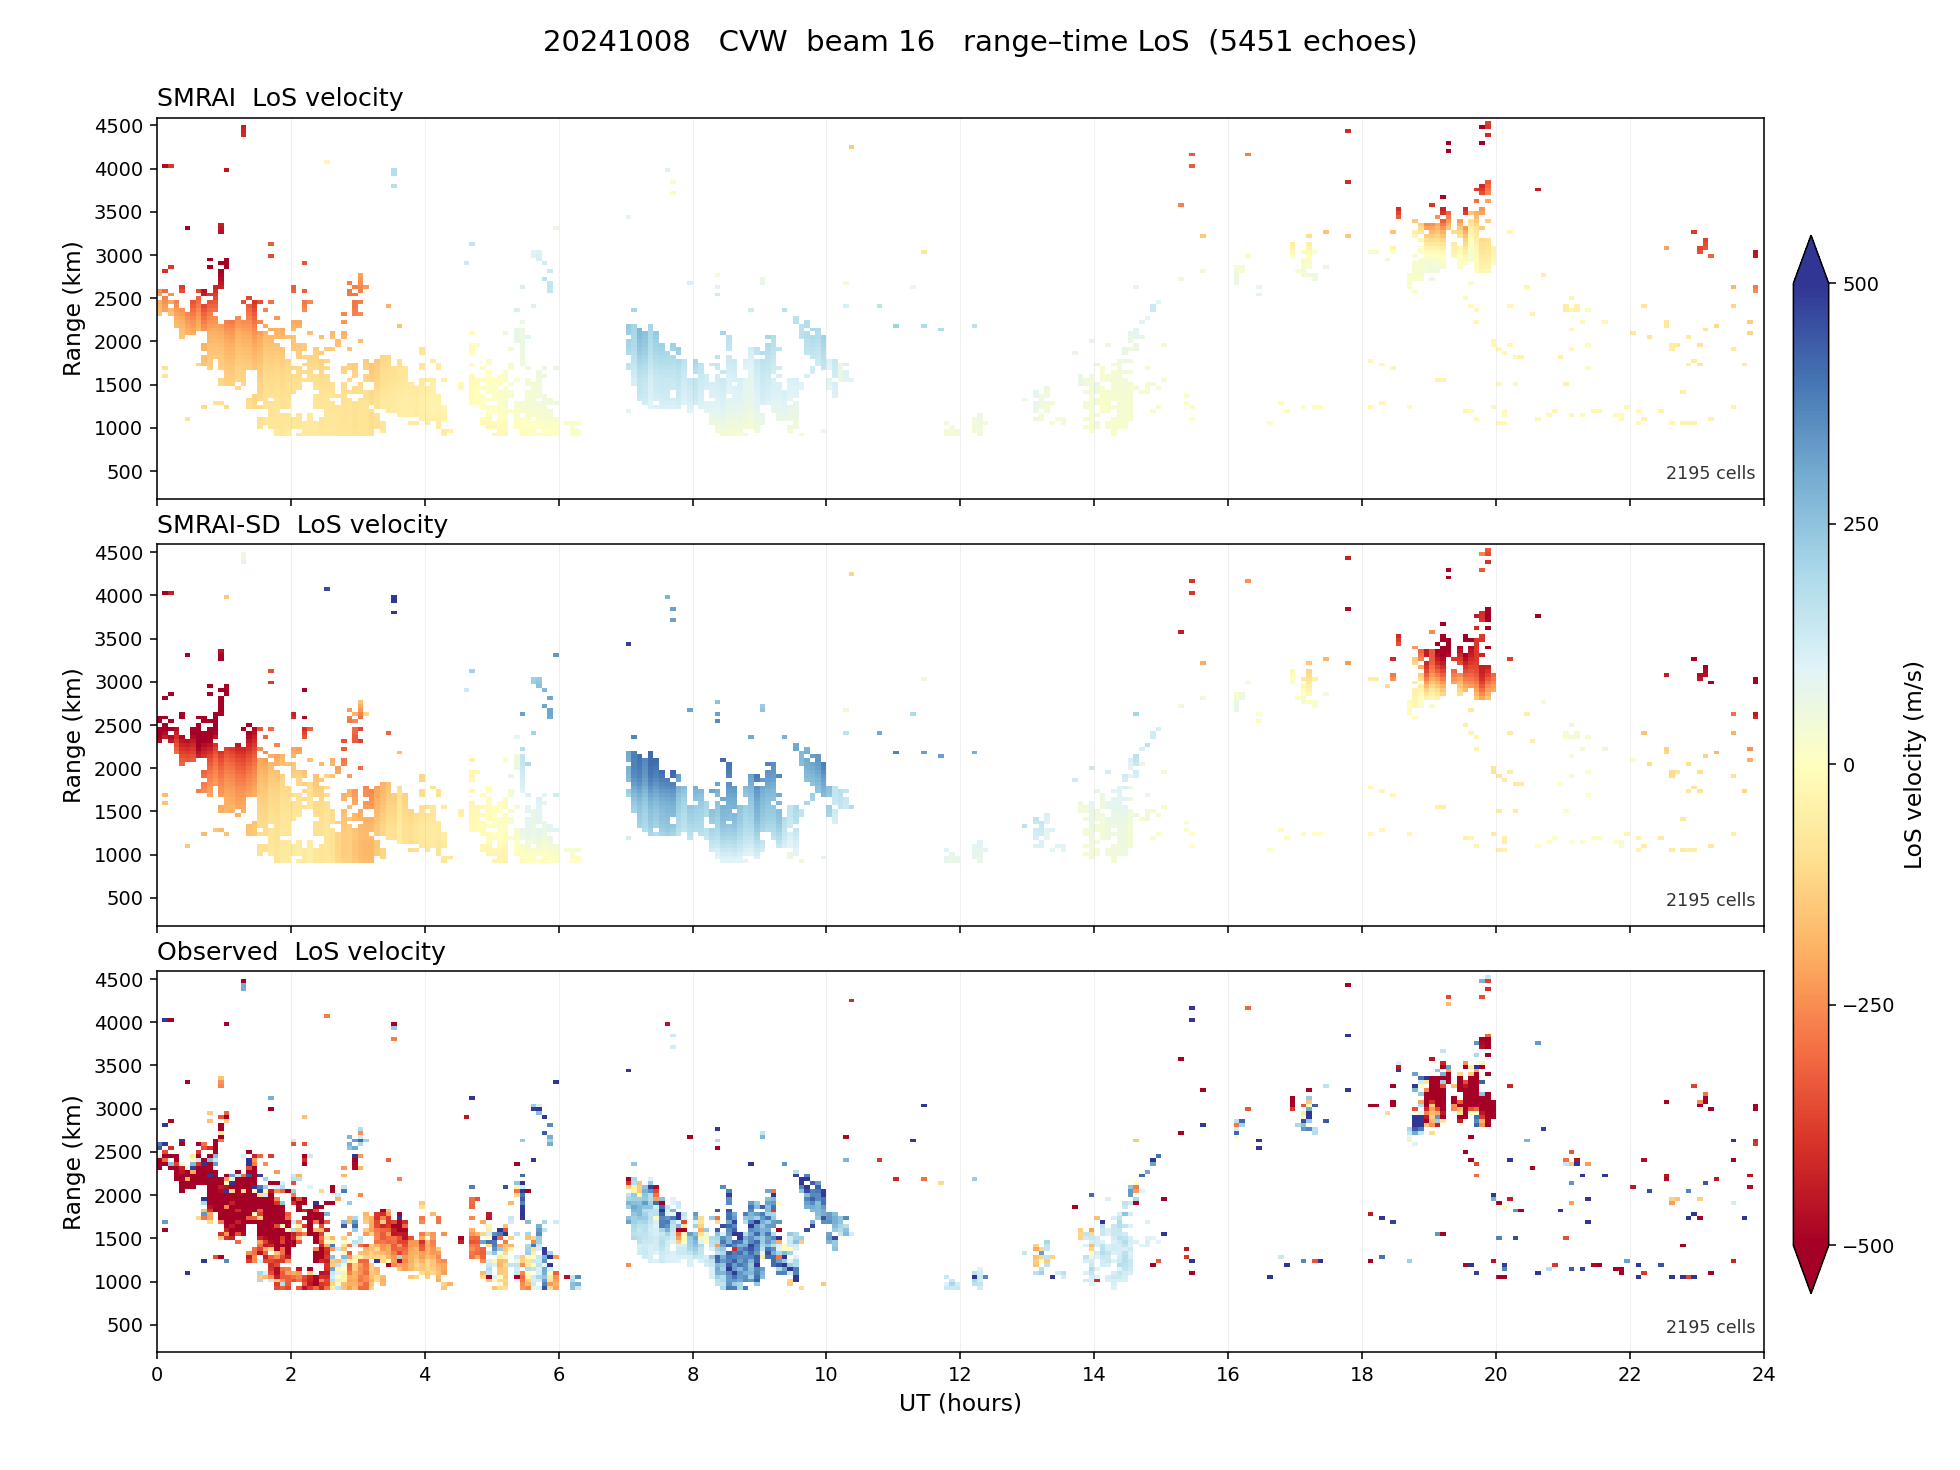 20241008   CVW  beam 16   range–time LoS  (5451 echoes)
SMRAI  LoS velocity
4500
4000
3500
3000
2500
2000
1500
1000
500
Range (km)
2195 cells
SMRAI-SD  LoS velocity
4500
4000
3500
3000
2500
2000
1500
1000
500
Range (km)
2195 cells
Observed  LoS velocity
4500
4000
3500
3000
2500
2000
1500
1000
500
Range (km)
2195 cells
0 2 4 6 8 10 12 14 16 18 20 22 24
UT (hours)
500
250
0
−250
−500
LoS velocity (m/s)